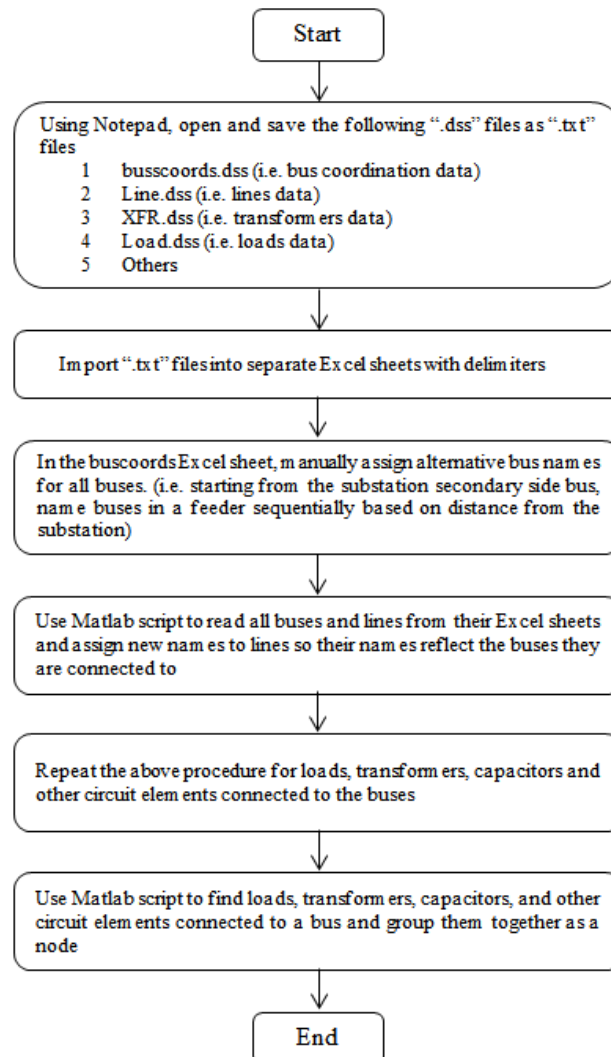 Start
Using Notepad, open and save the following “.dss” files as “.txt”
files
1 busscoords.dss (i.e. bus coordination data)
2 Line.dss (i.e. lines data)
3 XFR.dss (i.e. transformers data)
4 Load.dss (i.e. loads data)
5 Others
Import “.txt” files into separate Excel sheets with delimiters
In the buscoords Excel sheet, manually assign alternative bus names
for all buses. (i.e. starting from the substation secondary side bus,
name buses in a feeder sequentially based on distance from the
substation)
Use Matlab script to read all buses and lines from their Excel sheets
and assign new names to lines so their names reflect the buses they
are connected to
Repeat the above procedure for loads, transformers, capacitors and
other circuit elements connected to the buses
Use Matlab script to find loads, transformers, capacitors, and other
circuit elements connected to a bus and group them together as a
node
End